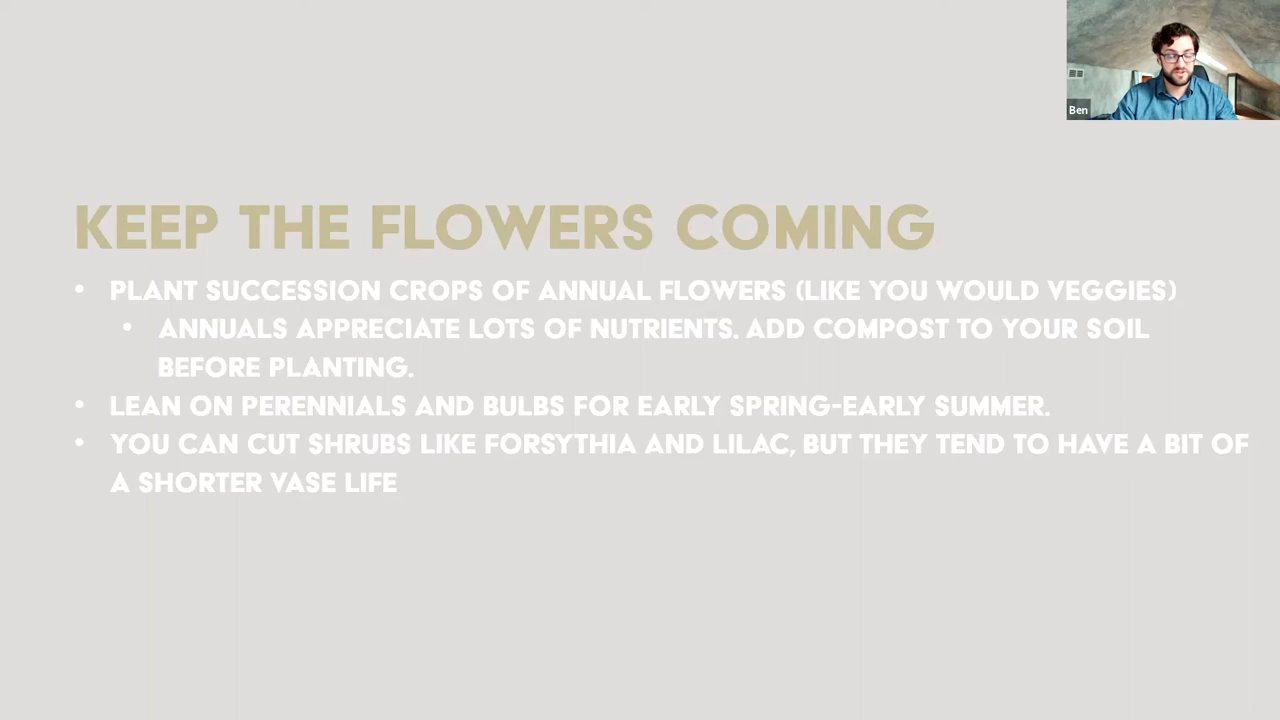 Ben
KEEP THE FLOWERS COMING
• PLANT SUCCESSION CROPS OF ANNUAL FLOWERS (LIKE YOU WOULD VEGGIES)
• ANNUALS APPRECIATE LOTS OF NUTRIENTS. ADD COMPOST TO YOUR SOIL
BEFORE PLANTING.
• LEAN ON PERENNIALS AND BULBS FOR EARLY SPRING-EARLY SUMMER.
• YOU CAN CUT SHRUBS LIKE FORSYTHIA AND LILAC, BUT THEY TEND TO HAVE A BIT OF
A SHORTER VASE LIFE